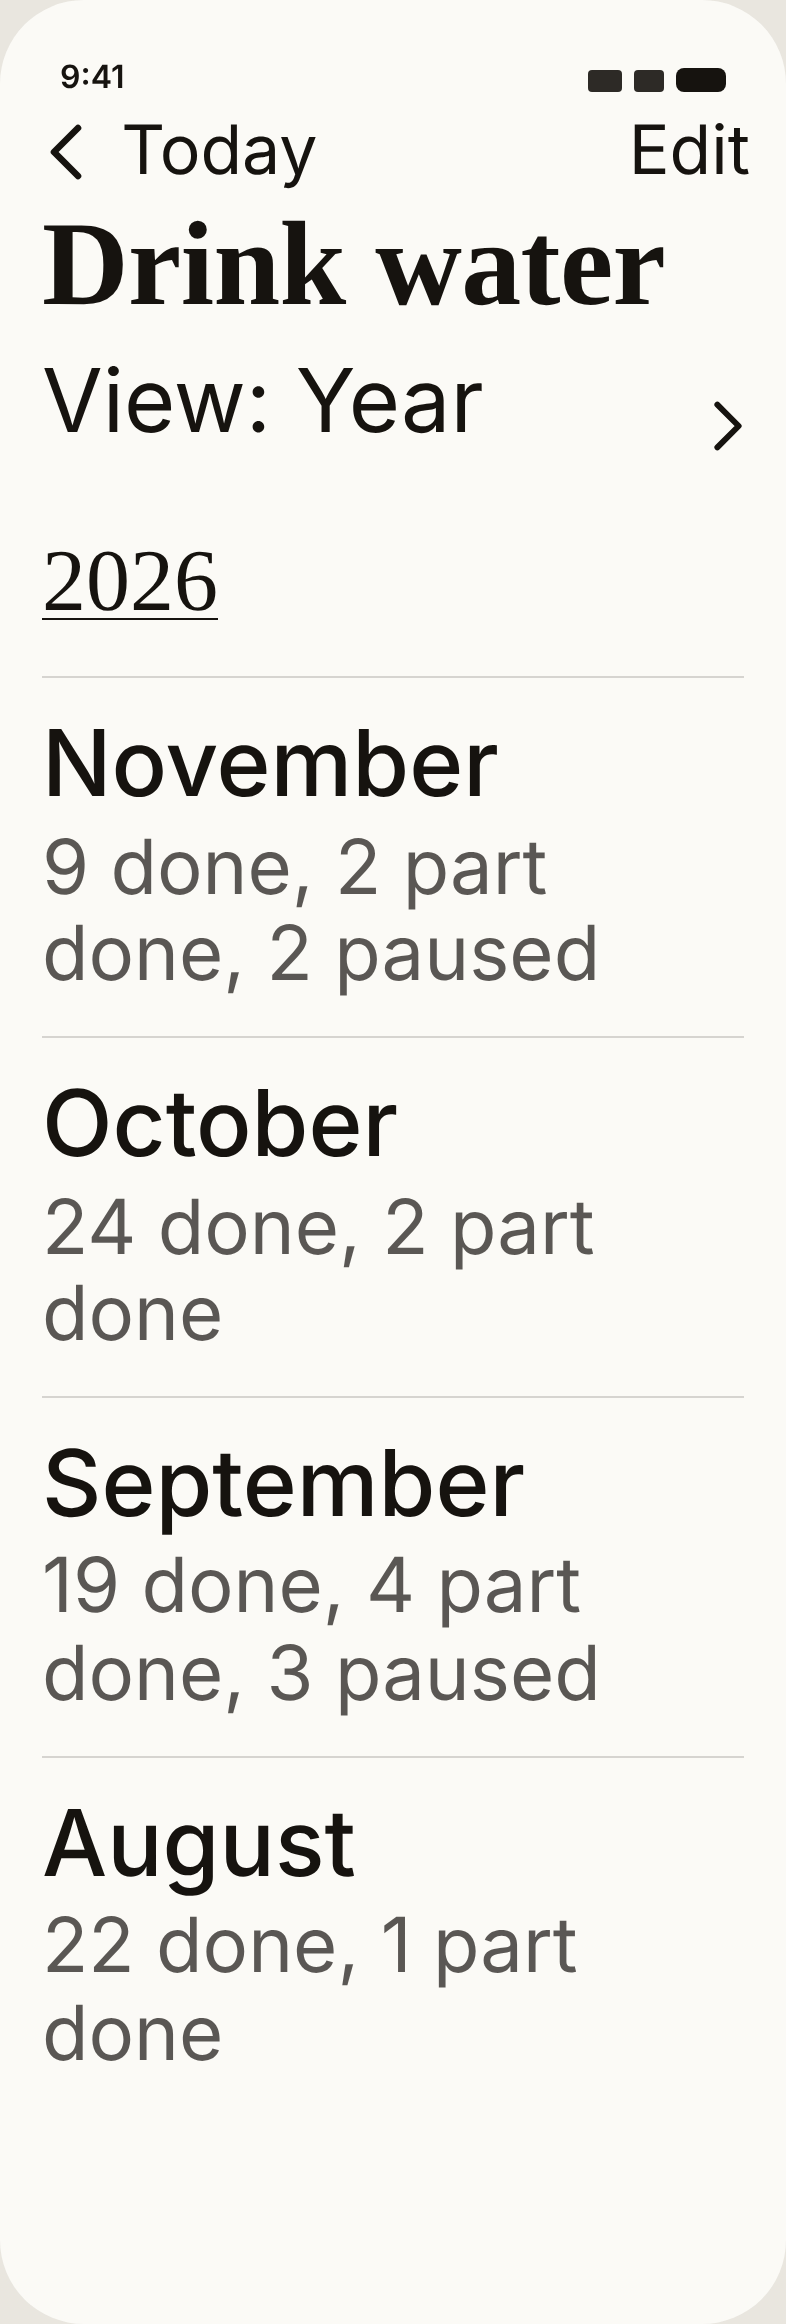 9:41
Today
Edit
Drink water
View: Year
2026
November
9 done, 2 part
done, 2 paused
October
24 done, 2 part
done
September
19 done, 4 part
done, 3 paused
August
22 done, 1 part
done